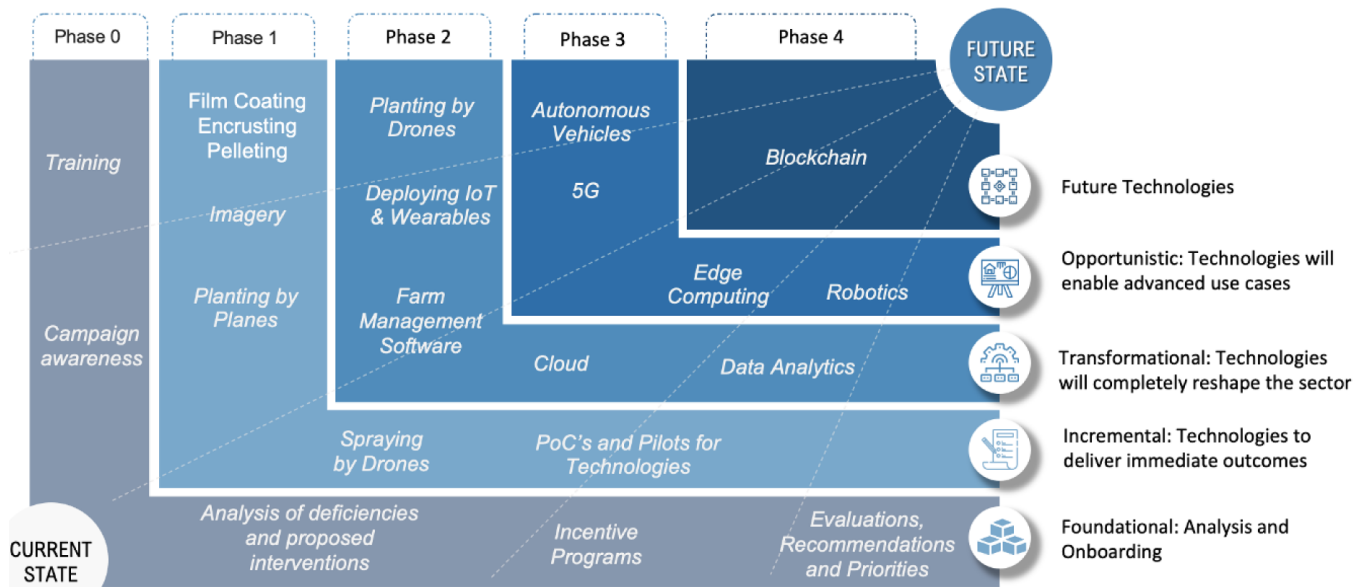 Phase 0
Phase 1
Phase 2
Phase 3
Phase 4
FUTURE
STATE
Training
Campaign
awareness
Film Coating
Encrusting
Pelleting
Imagery
Planting by
Planes
Planting by
Drones
Deploying IoT
& Wearables
Farm
Management
Software
Autonomous
Vehicles
5G
Blockchain
Edge
Computing
Robotics
Cloud
Data Analytics
Spraying
by Drones
PoC's and Pilots for
Technologies
Analysis of deficiencies
and proposed
interventions
Incentive
Programs
Evaluations,
Recommendations
and Priorities
CURRENT
STATE
Future Technologies
Opportunistic: Technologies will
enable advanced use cases
Transformational: Technologies
will completely reshape the sector
Incremental: Technologies to
deliver immediate outcomes
Foundational: Analysis and
Onboarding